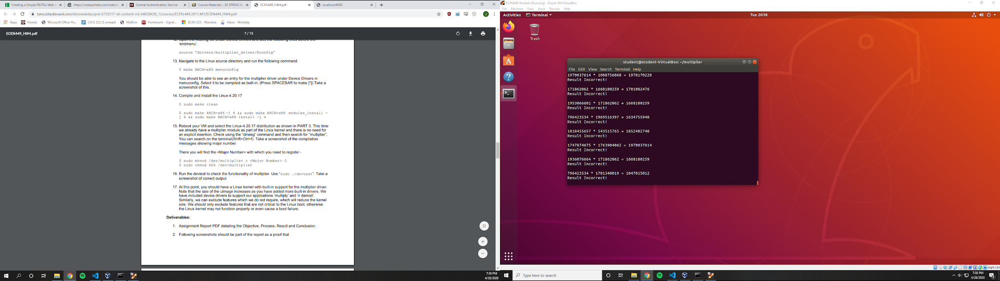 Creating a Simple RESTful Web A
https://cwbuecheler.com/web/tu
Central Authentication Service
Course Materials – 20 SPRING EC
ECEN449_HW4.pdf
localhost:9000
tamu.blackboard.com/bbcswebdav/pid-6733517-dt-content-rid-64038438_1/courses/ECEN.449.2011.M1/ECEN449_HW4.pdf
Apps
Howdy
Microsoft Office Ho...
CSCE 222 (5 unread)
MyBlinn
Homework - Signal...
ECEN 325 - Mandela
Inbox - Workday
ECEN449_HW4.pdf
7 / 13
12. Open the Kconfig file under Device Drivers and add the following lines before the
'endmenu'.
source "drivers/multiplier_driver/Kconfig"
13. Navigate to the Linux source directory and run the following command.
$ make ARCH=x86 menuconfig
You should be able to see an entry for the multiplier driver under Device Drivers in
menuconfig. Select it to be compiled as built-in. (Press SPACEBAR to make [*]) Take a
screenshot of this.
14. Compile and Install the Linux-4.20.17
$ sudo make clean
$ sudo make ARCH=x86 -j 4 && sudo make ARCH=x86 modules_install -
j 4 && sudo make ARCH=x86 install -j 4
15. Reboot your VM and select the Linux-4.20.17 distribution as shown in PART 3. This time
we already have a multiplier module as part of the Linux kernel and there is no need for
an explicit insertion. Check using the "dmesg" command and then search for "multiplier".
You can search on the terminal(Shift+Ctrl+f). Take a screenshot of the compilation
messages showing major number.
There you will find the <Major Number> with which you need to register -
$ sudo mknod /dev/multiplier c <Major Number> 0
$ sudo chmod 666 /dev/multiplier
16. Run the devtest to check the functionality of multiplier. Use "sudo ./devtest". Take a
screenshot of correct output.
17. At this point, you should have a Linux kernel with built-in support for the multiplier driver.
Note that the size of the uImage increases as you have added more built-in drivers. We
have included device drivers to support our applications 'multiply' and 'ir demod'.
Similarly, we can exclude features which we do not require, which will reduce the kernel
size. We should only exclude features that are not critical to the Linux boot, otherwise
the Linux kernel may not function properly or even cause a boot failure.
Deliverables:
1. Assignment Report PDF detailing the Objective, Process, Result and Conclusion.
2. Following screenshots should be part of the report as a proof that
7:38 PM
4/28/2020
ECEN449-Student [Running] - Oracle VM VirtualBox
File Machine View Input Devices Help
Activities
Terminal
Tue 20:38
Trash
student@student-VirtualBox: ~/multiplier
File Edit View Search Terminal Help
1970037614 * 1008756068 = 1970170220
Result Incorrect!
171862062 * 1668180259 = 1701082476
Result Incorrect!
1953066601 * 171862062 = 1668180259
Result Incorrect!
796423534 * 1969516397 = 1634755948
Result Incorrect!
1818455657 * 543515765 = 1852402748
Result Incorrect!
1747874675 * 1763904062 = 1970037614
Result Incorrect!
1936076664 * 171862062 = 1668180259
Result Incorrect!
796423534 * 1701340019 = 1047015012
Result Incorrect!
Right Ctrl
Type here to search
7:38 PM
4/28/2020
2